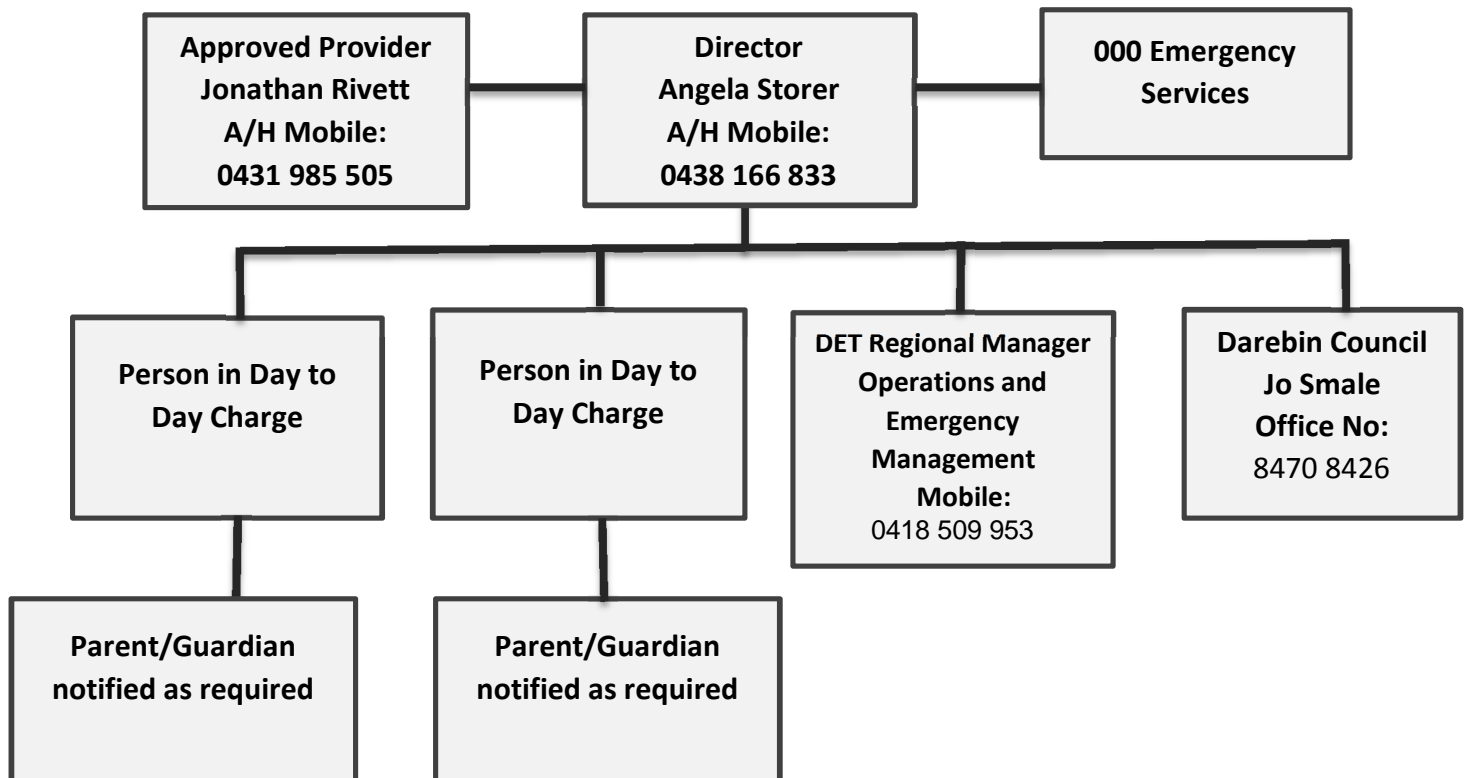 Approved Provider
Jonathan Rivett
A/H Mobile:
0431 985 505
Director
Angela Storer
A/H Mobile:
0438 166 833
000 Emergency
Services
Person in Day to
Day Charge
Person in Day to
Day Charge
DET Regional Manager
Operations and
Emergency
Management
Mobile:
0418 509 953
Darebin Council
Jo Smale
Office No:
8470 8426
Parent/Guardian
notified as required
Parent/Guardian
notified as required